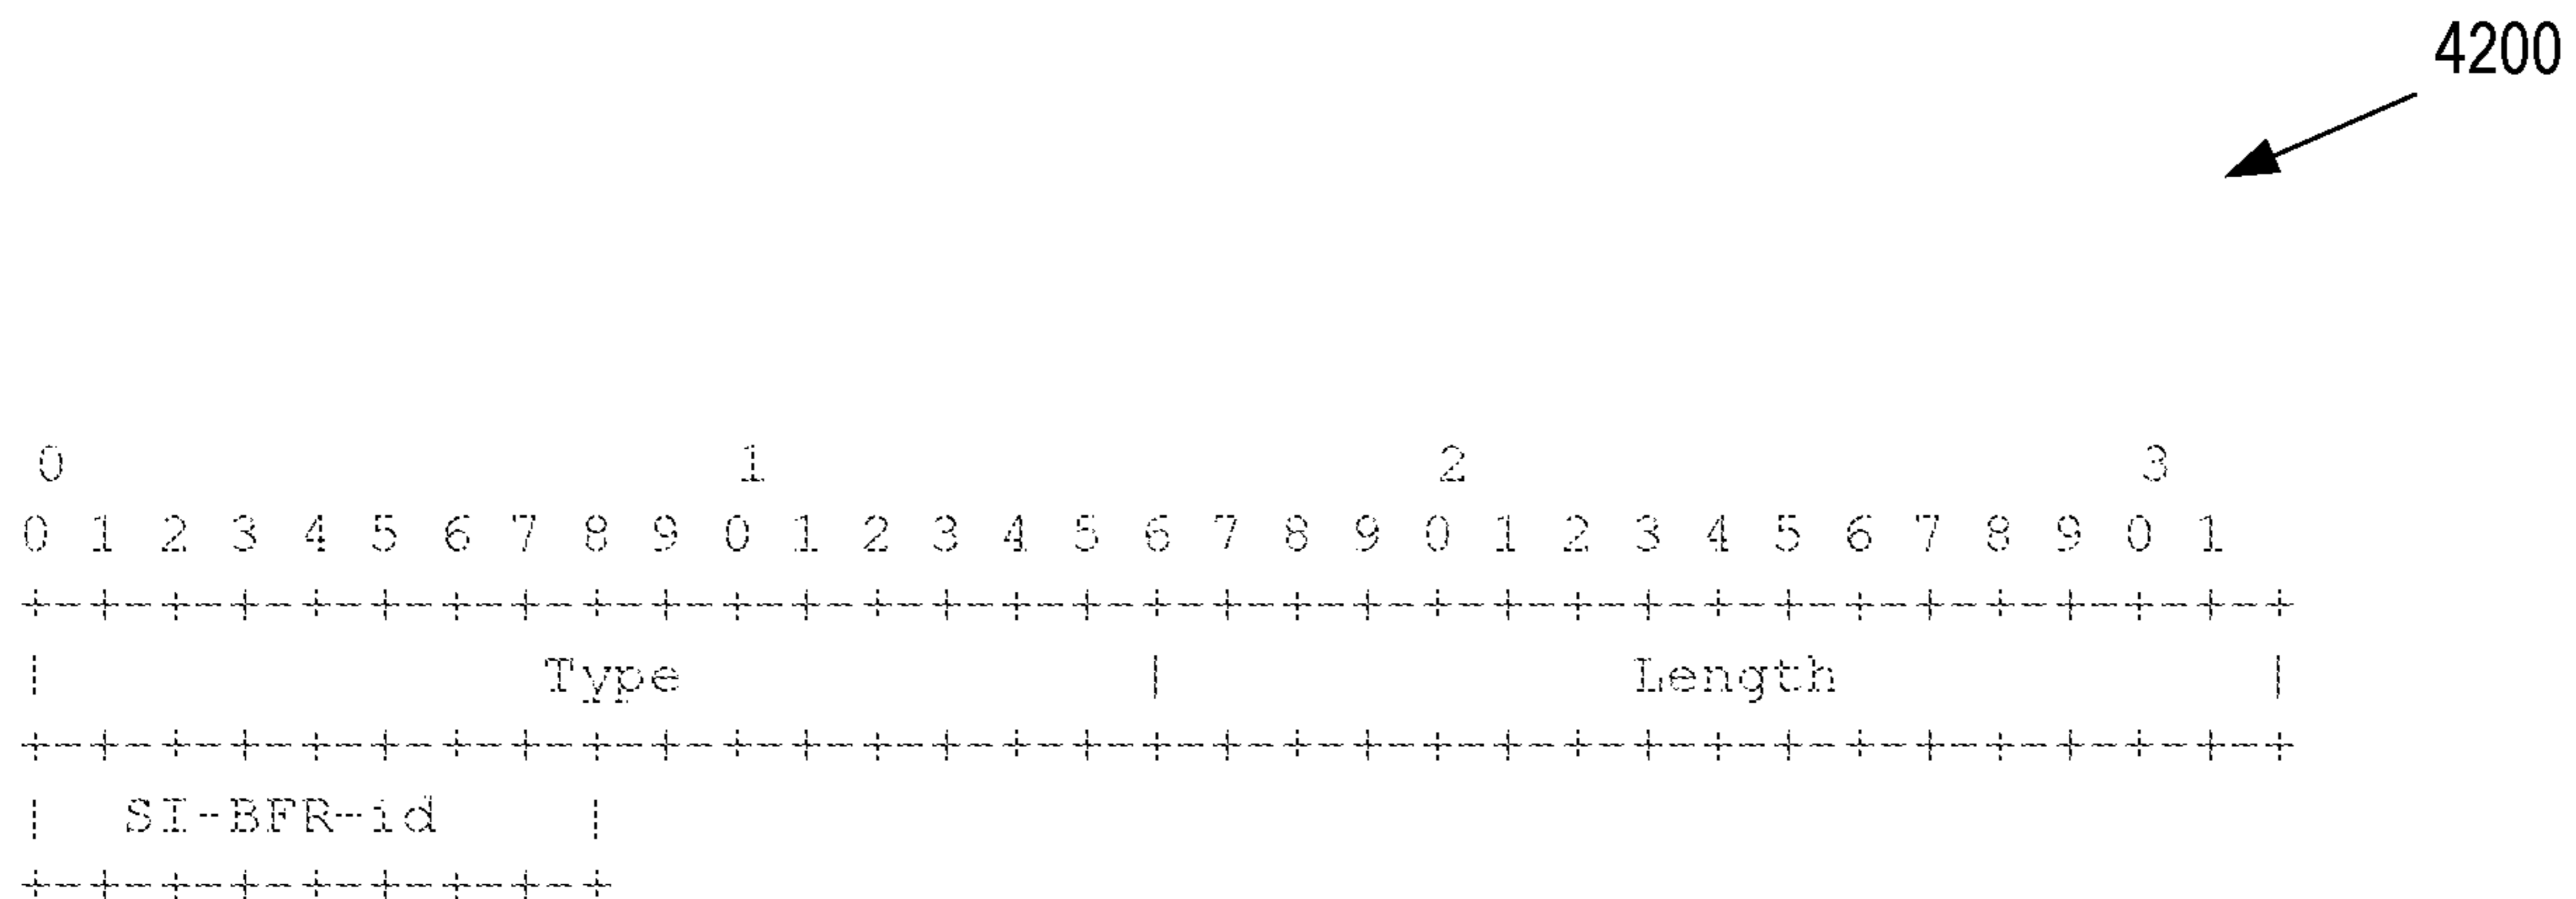 4200
0                   1                   2                   3
0 1 2 3 4 5 6 7 8 9 0 1 2 3 4 5 6 7 8 9 0 1 2 3 4 5 6 7 8 9 0 1
+-+-+-+-+-+-+-+-+-+-+-+-+-+-+-+-+-+-+-+-+-+-+-+-+-+-+-+-+-+-+-+-+
|              Type             |             Length            |
+-+-+-+-+-+-+-+-+-+-+-+-+-+-+-+-+-+-+-+-+-+-+-+-+-+-+-+-+-+-+-+-+
|  SI-BFR-id    |
+-+-+-+-+-+-+-+-+